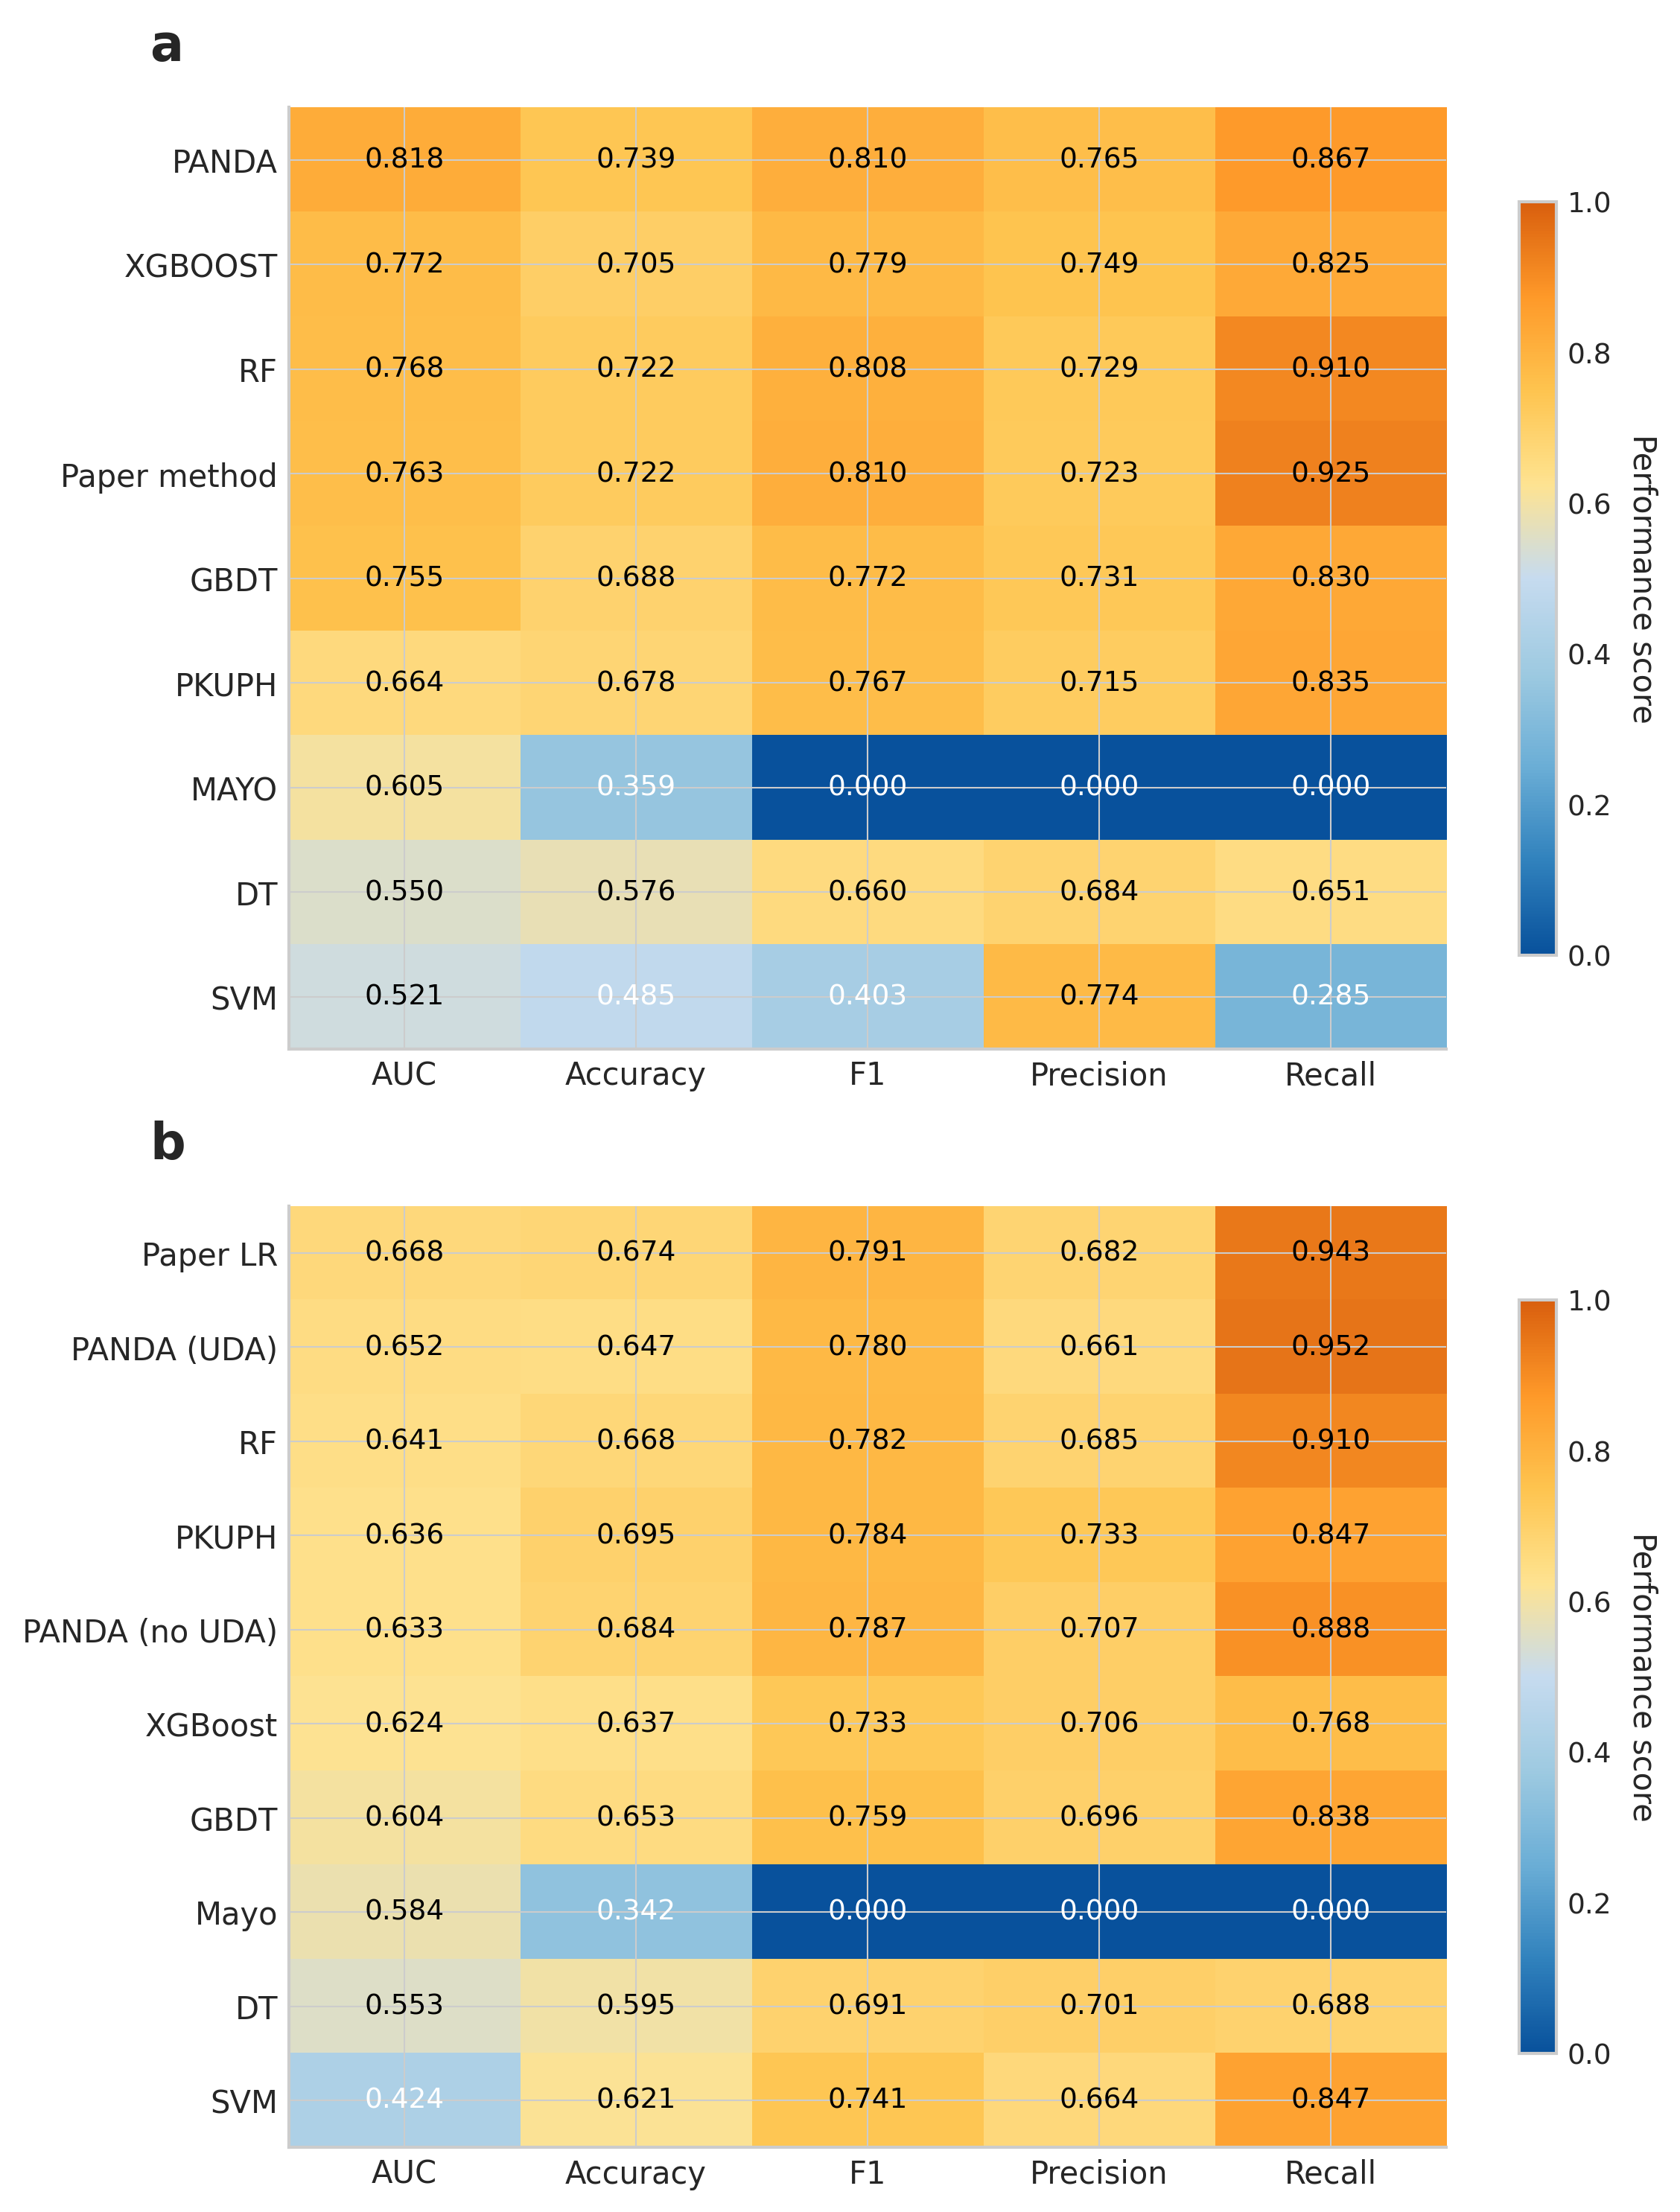 a
PANDA 0.818 0.739 0.810 0.765 0.867
XGBOOST 0.772 0.705 0.779 0.749 0.825
RF 0.768 0.722 0.808 0.729 0.910
Paper method 0.763 0.722 0.810 0.723 0.925
GBDT 0.755 0.688 0.772 0.731 0.830
PKUPH 0.664 0.678 0.767 0.715 0.835
MAYO 0.605 0.359 0.000 0.000 0.000
DT 0.550 0.576 0.660 0.684 0.651
SVM 0.521 0.485 0.403 0.774 0.285
AUC Accuracy F1 Precision Recall
1.0
0.8
0.6
0.4
0.2
0.0
Performance score
b
Paper LR 0.668 0.674 0.791 0.682 0.943
PANDA (UDA) 0.652 0.647 0.780 0.661 0.952
RF 0.641 0.668 0.782 0.685 0.910
PKUPH 0.636 0.695 0.784 0.733 0.847
PANDA (no UDA) 0.633 0.684 0.787 0.707 0.888
XGBoost 0.624 0.637 0.733 0.706 0.768
GBDT 0.604 0.653 0.759 0.696 0.838
Mayo 0.584 0.342 0.000 0.000 0.000
DT 0.553 0.595 0.691 0.701 0.688
SVM 0.424 0.621 0.741 0.664 0.847
AUC Accuracy F1 Precision Recall
1.0
0.8
0.6
0.4
0.2
0.0
Performance score